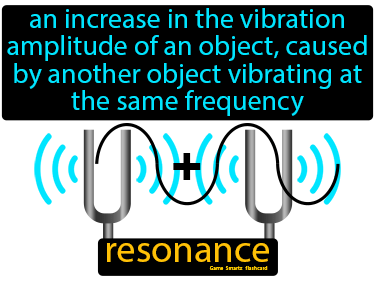 an increase in the vibration
amplitude of an object, caused
by another object vibrating at
the same frequency
+
resonance
Game Smartz flashcard